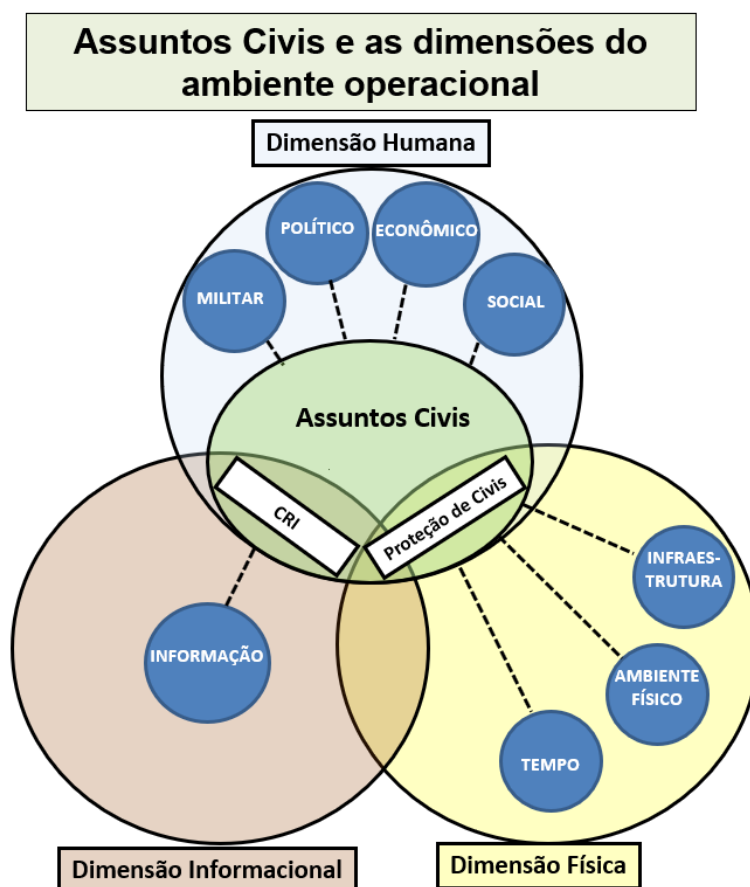 Assuntos Civis e as dimensões do
ambiente operacional
Dimensão Humana
POLÍTICO
ECONÔMICO
MILITAR
SOCIAL
Assuntos Civis
CRI
Proteção de Civis
INFRAES-
TRUTURA
INFORMAÇÃO
AMBIENTE
FÍSICO
TEMPO
Dimensão Informacional
Dimensão Física